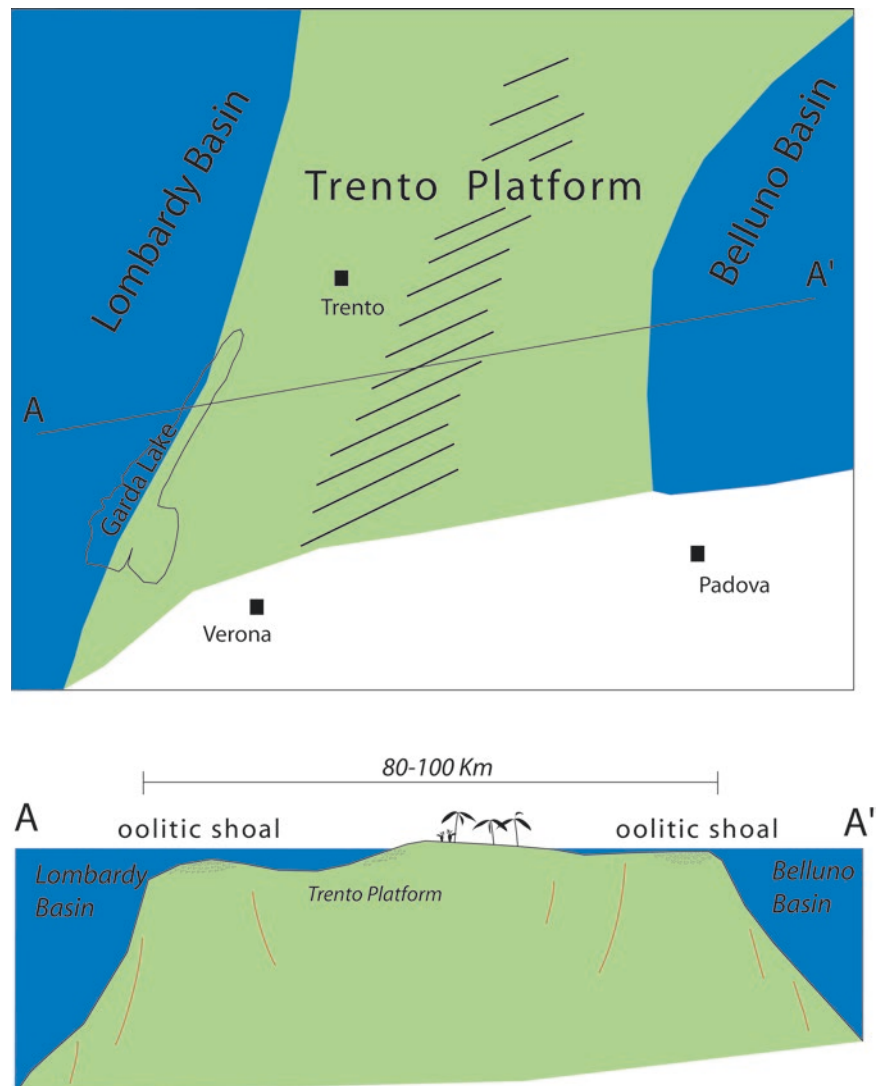 Lombardy Basin
Belluno Basin
Trento Platform
Trento
A'
A
Garda Lake
Padova
Verona
80-100 Km
A
A'
oolitic shoal
oolitic shoal
Lombardy
Basin
Trento Platform
Belluno
Basin